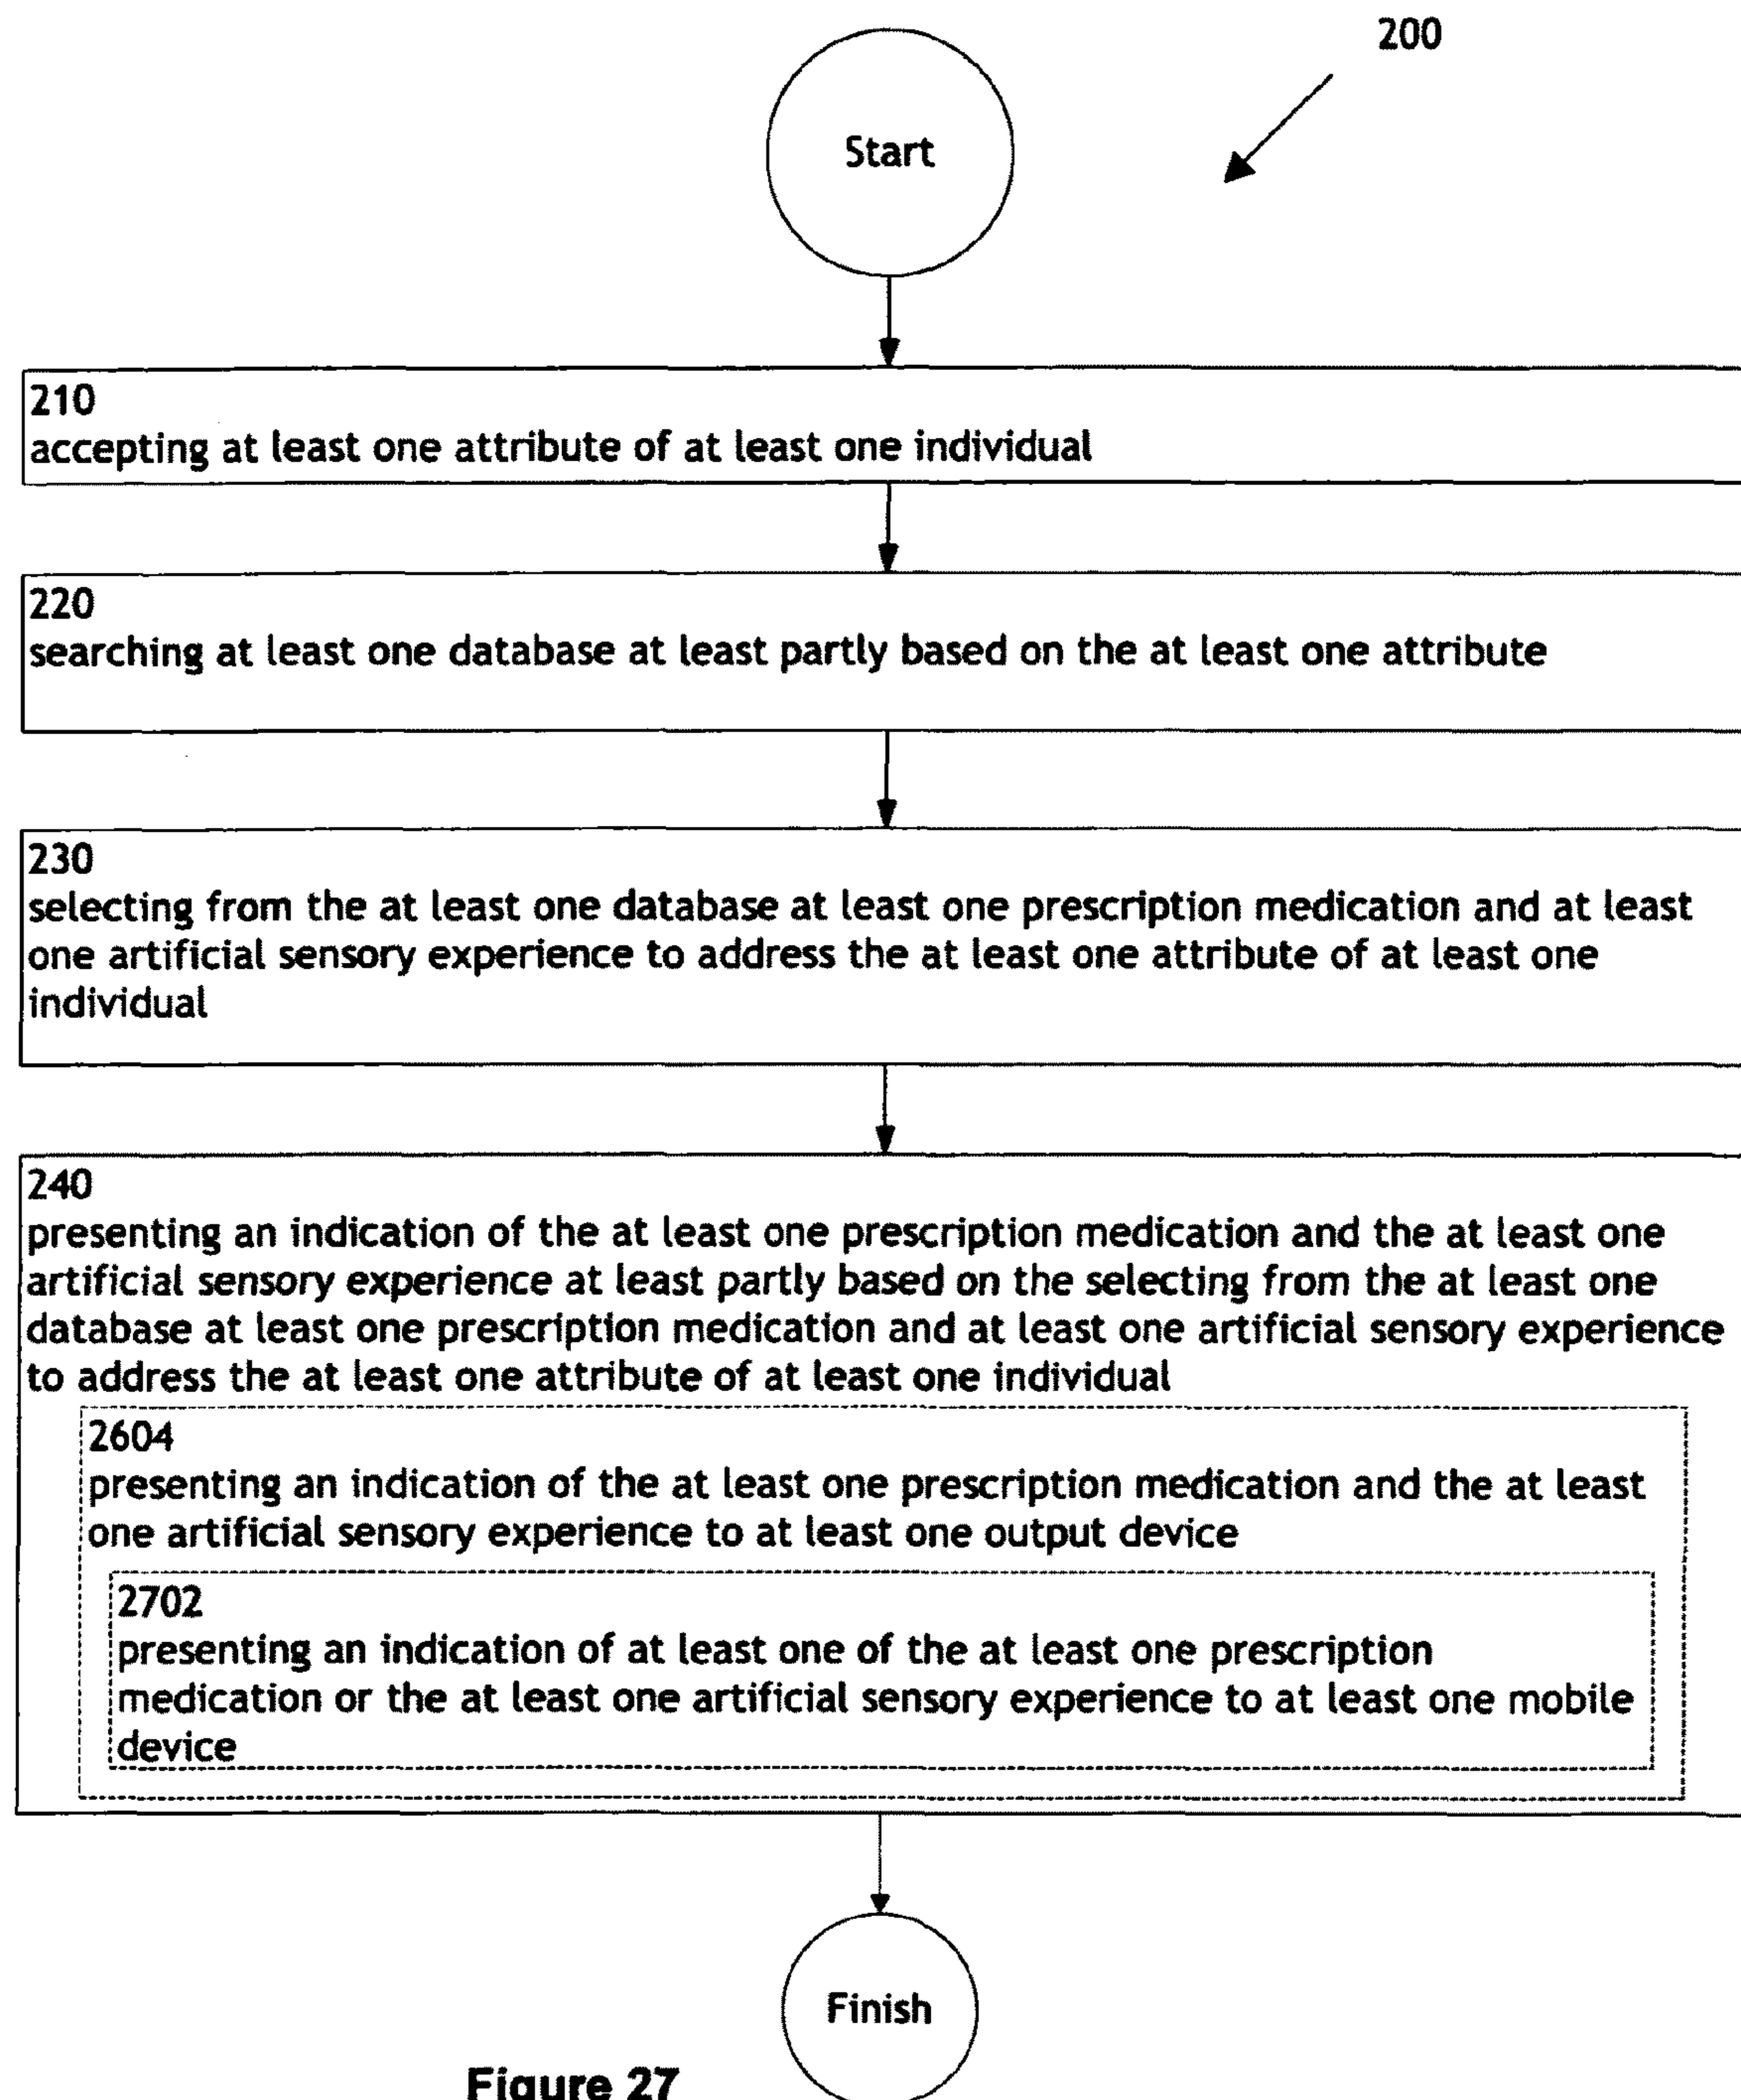 200
Start
210
accepting at least one attribute of at least one individual
220
searching at least one database at least partly based on the at least one attribute
230
selecting from the at least one database at least one prescription medication and at least
one artificial sensory experience to address the at least one attribute of at least one
individual
240
presenting an indication of the at least one prescription medication and the at least one
artificial sensory experience at least partly based on the selecting from the at least one
database at least one prescription medication and at least one artificial sensory experience
to address the at least one attribute of at least one individual
2604
presenting an indication of the at least one prescription medication and the at least
one artificial sensory experience to at least one output device
2702
presenting an indication of at least one of the at least one prescription
medication or the at least one artificial sensory experience to at least one mobile
device
Finish
Figure 27